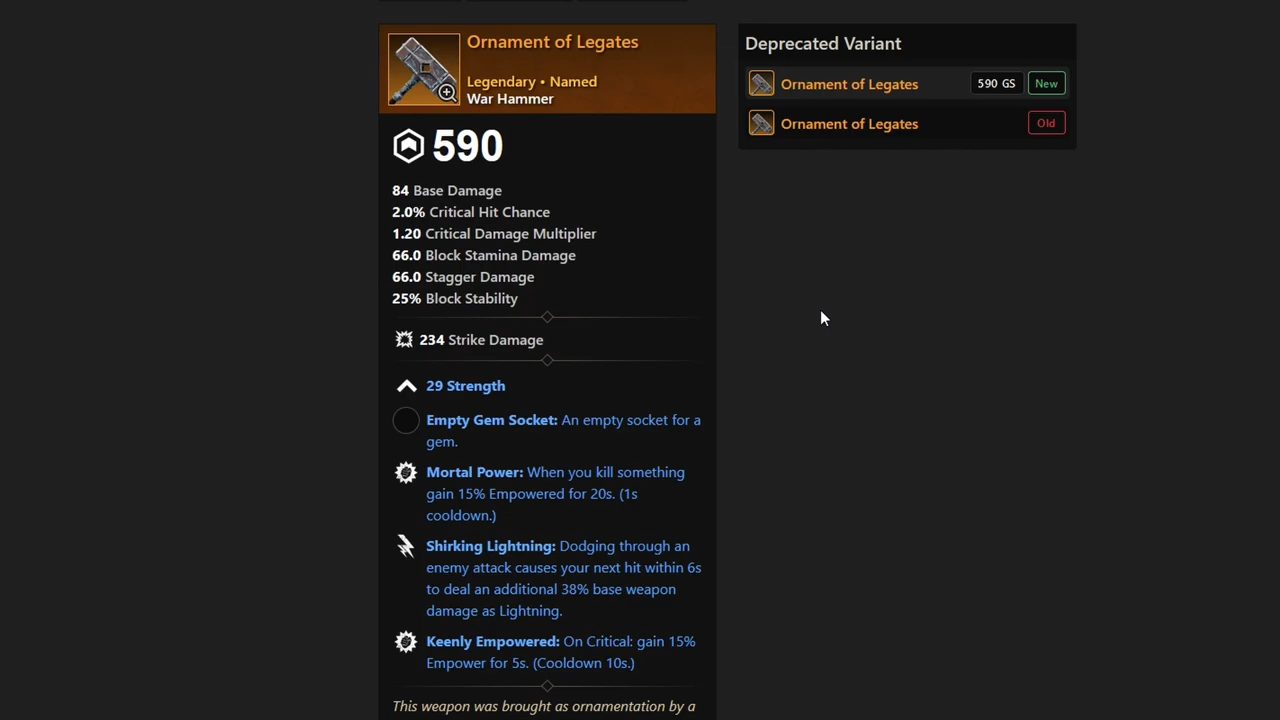 Ornament of Legates
Legendary • Named
War Hammer
590
84 Base Damage
2.0% Critical Hit Chance
1.20 Critical Damage Multiplier
66.0 Block Stamina Damage
66.0 Stagger Damage
25% Block Stability
234 Strike Damage
29 Strength
Empty Gem Socket: An empty socket for a
gem.
Mortal Power: When you kill something
gain 15% Empowered for 20s. (1s
cooldown.)
Shirking Lightning: Dodging through an
enemy attack causes your next hit within 6s
to deal an additional 38% base weapon
damage as Lightning.
Keenly Empowered: On Critical: gain 15%
Empower for 5s. (Cooldown 10s.)
This weapon was brought as ornamentation by a
Deprecated Variant
Ornament of Legates 590 GS New
Ornament of Legates Old